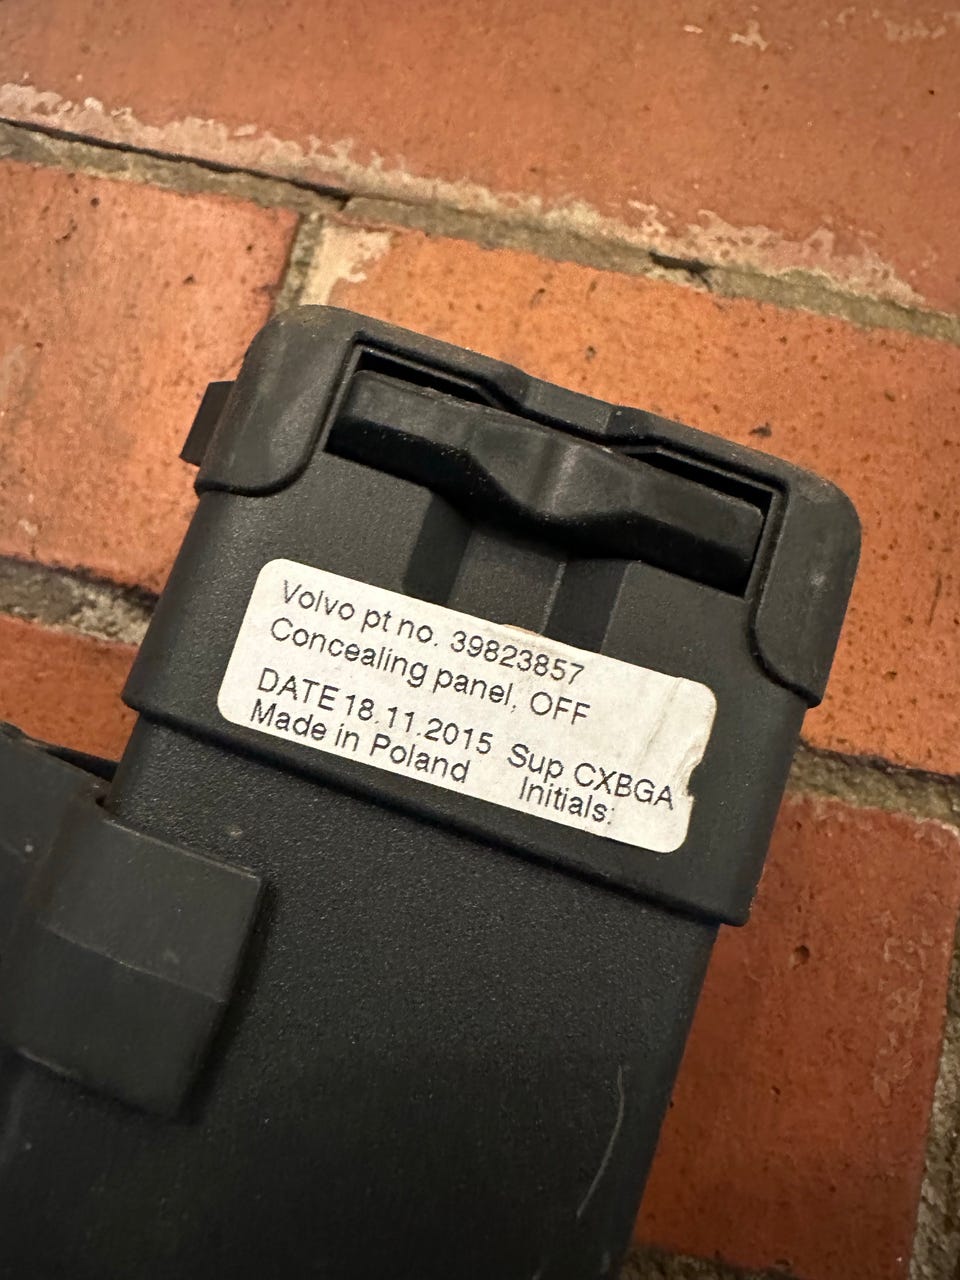 Volvo pt no. 39823857
Concealing panel, OFF
DATE 18.11.2015 Sup CXBGA
Made in Poland Initials: